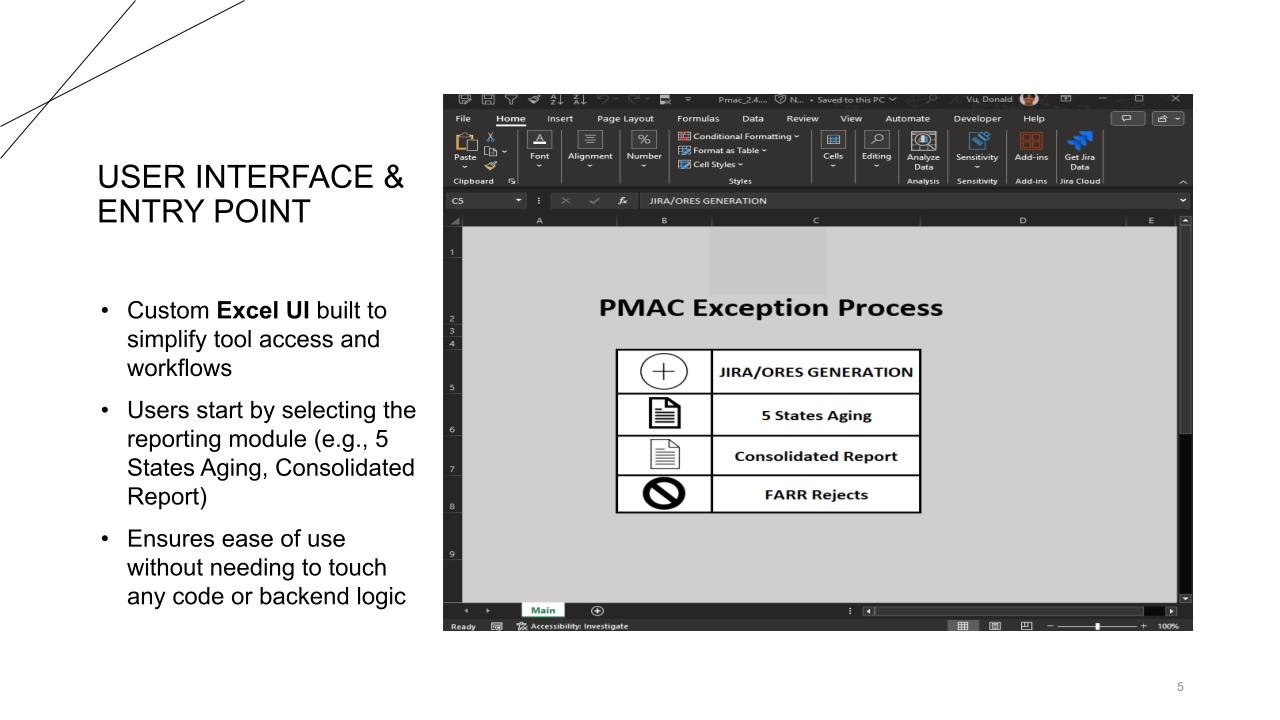 USER INTERFACE &
ENTRY POINT
• Custom Excel UI built to
simplify tool access and
workflows
• Users start by selecting the
reporting module (e.g., 5
States Aging, Consolidated
Report)
• Ensures ease of use
without needing to touch
any code or backend logic
Pmac_2.4.... N... • Saved to this PC Vu, Donald
File Home Insert Page Layout Formulas Data Review View Automate Developer Help
Paste Font Alignment Number Conditional Formatting Format as Table Cell Styles Cells Editing Analyze Data Sensitivity Add-ins Get Jira Data
Clipboard Styles Analysis Sensitivity Add-ins Jira Cloud
C5 fx JIRA/ORES GENERATION
A B C D E
1
2 PMAC Exception Process
3
4
5 JIRA/ORES GENERATION
6 5 States Aging
7 Consolidated Report
8 FARR Rejects
9
Main
Ready Accessibility: Investigate 100%
5